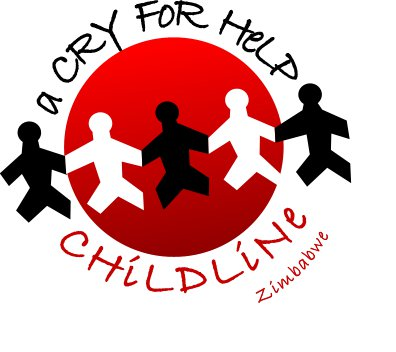 a CRY FOR HeLP
CHiLDLiNe
Zimbabwe